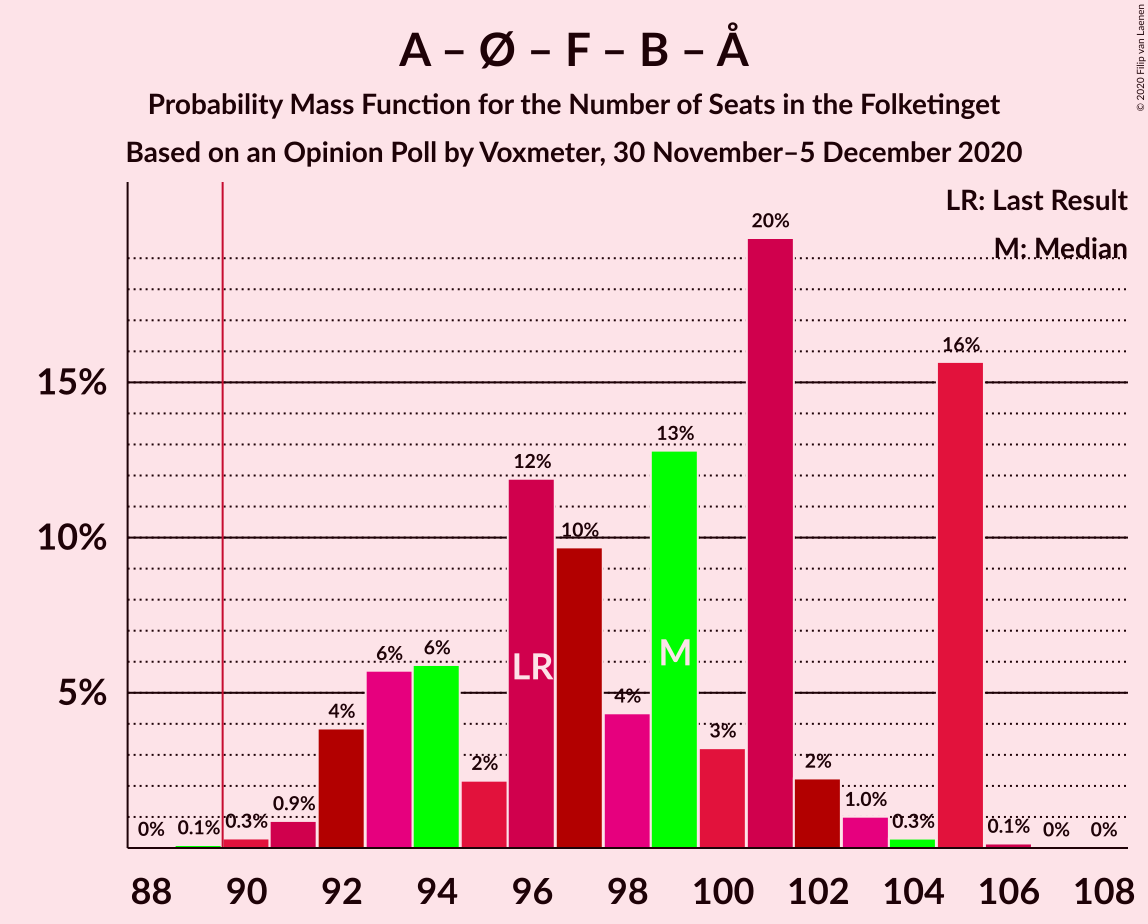 A – Ø – F – B – Å
Probability Mass Function for the Number of Seats in the Folketinget
Based on an Opinion Poll by Voxmeter, 30 November–5 December 2020
© 2020 Filip van Laenen
LR: Last Result
M: Median
20%
16%
15%
13%
12%
10%
10%
6%
6%
LR
M
5%
4%
4%
3%
2%
2%
0%
0.1%
0.3%
0.9%
1.0%
0.3%
0.1%
0%
0%
88 90 92 94 96 98 100 102 104 106 108